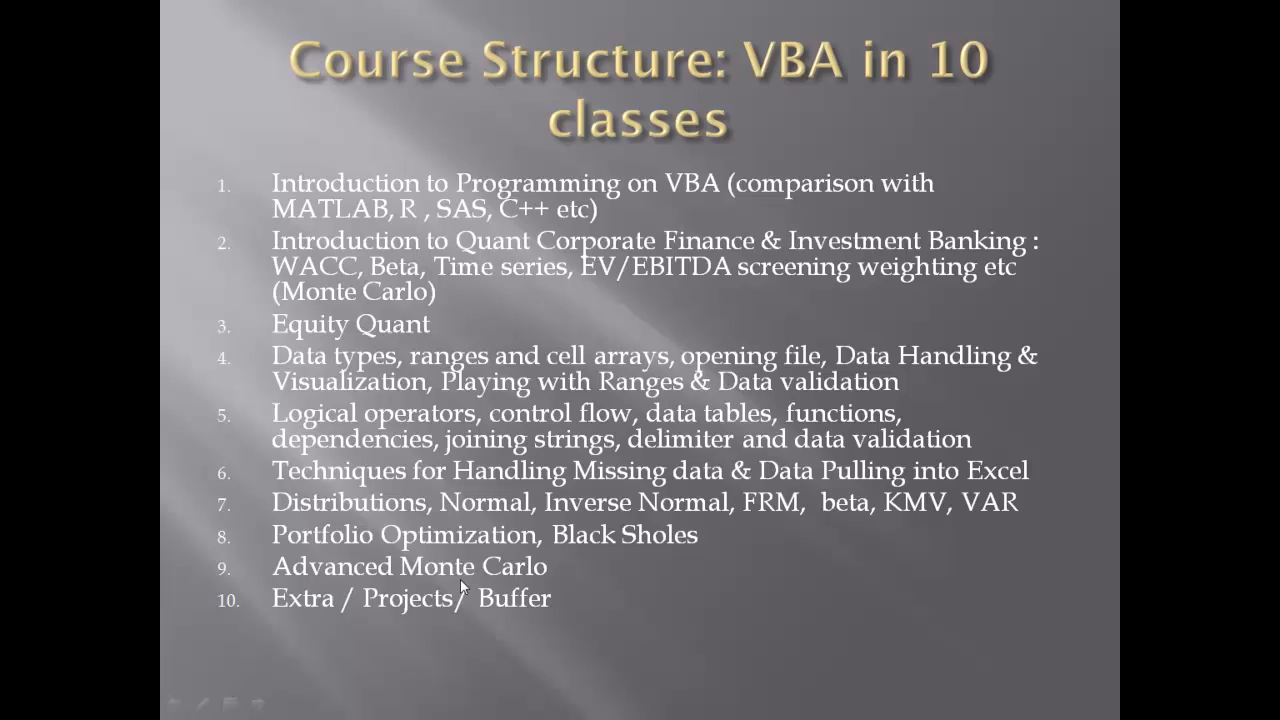 Course Structure: VBA in 10
classes
1. Introduction to Programming on VBA (comparison with
MATLAB, R , SAS, C++ etc)
2. Introduction to Quant Corporate Finance & Investment Banking :
WACC, Beta, Time series, EV/EBITDA screening weighting etc
(Monte Carlo)
3. Equity Quant
4. Data types, ranges and cell arrays, opening file, Data Handling &
Visualization, Playing with Ranges & Data validation
5. Logical operators, control flow, data tables, functions,
dependencies, joining strings, delimiter and data validation
6. Techniques for Handling Missing data & Data Pulling into Excel
7. Distributions, Normal, Inverse Normal, FRM, beta, KMV, VAR
8. Portfolio Optimization, Black Sholes
9. Advanced Monte Carlo
10. Extra / Projects/ Buffer